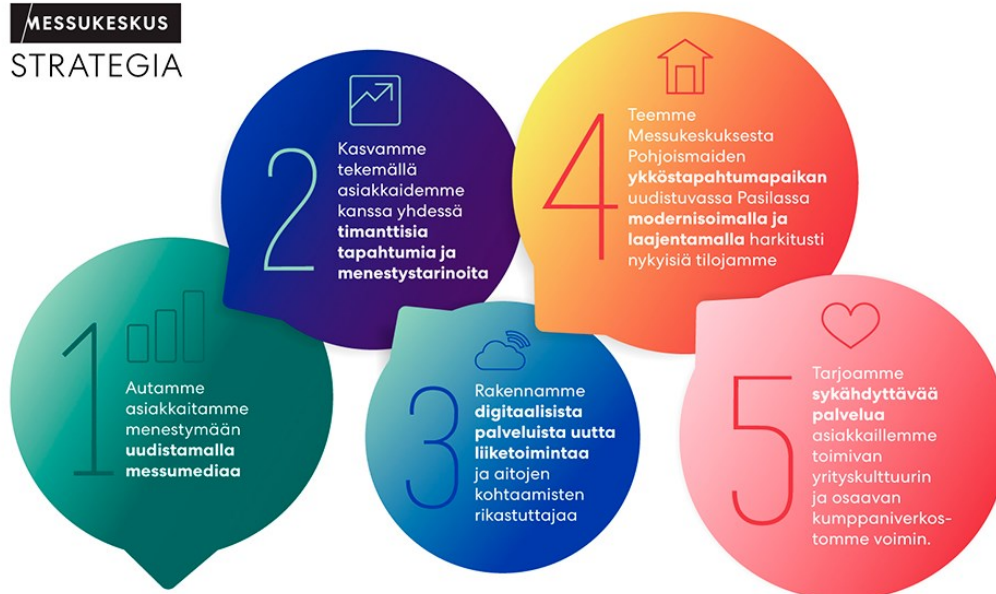 MESSUKESKUS
STRATEGIA
1
Autamme
asiakkaitamme
menestymään
uudistamalla
messumediaa
2
Kasvamme
tekemällä
asiakkaidemme
kanssa yhdessä
timanttisia
tapahtumia ja
menestystarinoita
3
Rakennamme
digitaalisista
palveluista uutta
liiketoimintaa
ja aitojen
kohtaamisten
rikastuttajaa
4
Teemme
Messukeskuksesta
Pohjoismaiden
ykköstapahtumapaikan
uudistuvassa Pasilassa
modernisoimalla ja
laajentamalla harkitusti
nykyisiä tilojamme
5
Tarjoamme
sykähdyttävää
palvelua
asiakkaillemme
toimivan
yrityskulttuurin
ja osaavan
kumppaniverkos-
tomme voimin.